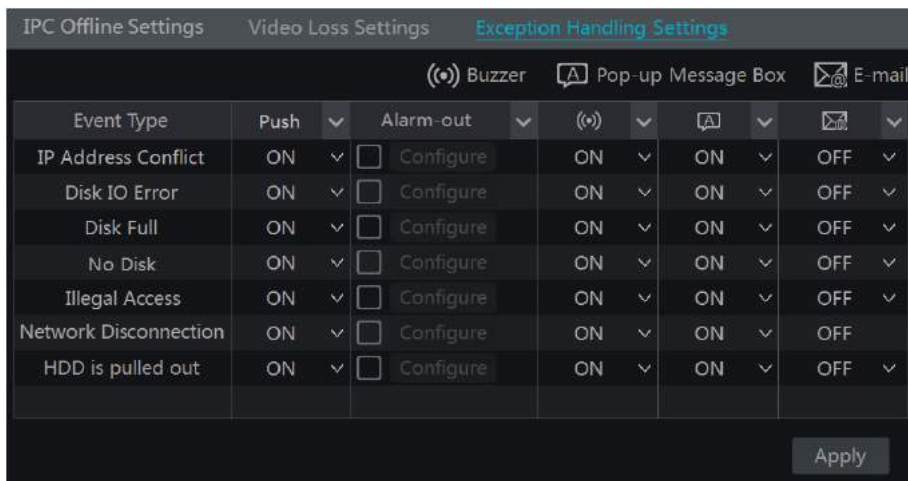 IPC Offline Settings Video Loss Settings Exception Handling Settings
Buzzer A Pop-up Message Box @ E-mail
Event Type Push Alarm-out A
IP Address Conflict ON Configure ON ON OFF
Disk IO Error ON Configure ON ON OFF
Disk Full ON Configure ON ON OFF
No Disk ON Configure ON ON OFF
Illegal Access ON Configure ON ON OFF
Network Disconnection ON Configure ON ON OFF
HDD is pulled out ON Configure ON ON OFF
Apply